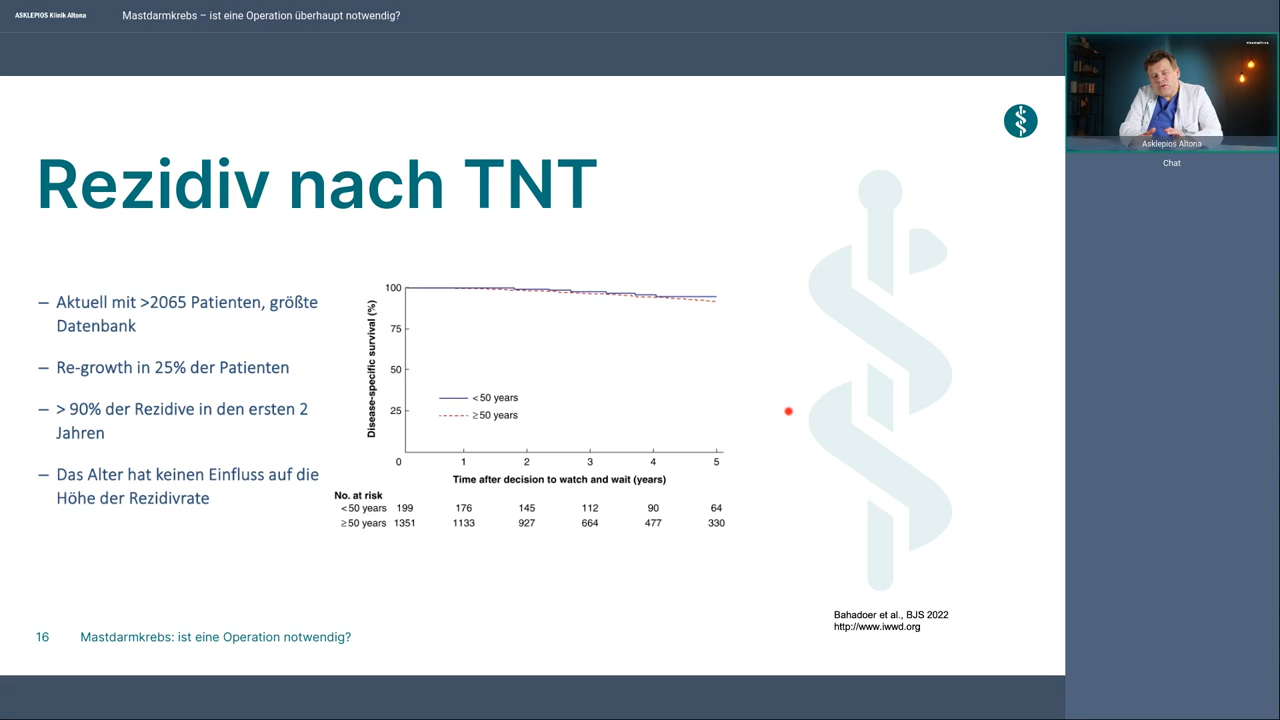 ASKLEPIOS Klinik Altona
Mastdarmkrebs – ist eine Operation überhaupt notwendig?
Asklepios Altona
Chat
Rezidiv nach TNT
– Aktuell mit >2065 Patienten, größte
Datenbank
– Re-growth in 25% der Patienten
– > 90% der Rezidive in den ersten 2
Jahren
– Das Alter hat keinen Einfluss auf die
Höhe der Rezidivrate
Disease-specific survival (%)
100
75
50
25
0 1 2 3 4 5
< 50 years
≥ 50 years
Time after decision to watch and wait (years)
No. at risk
< 50 years 199 176 145 112 90 64
≥ 50 years 1351 1133 927 664 477 330
Bahadoer et al., BJS 2022
http://www.iwwd.org
16 Mastdarmkrebs: ist eine Operation notwendig?